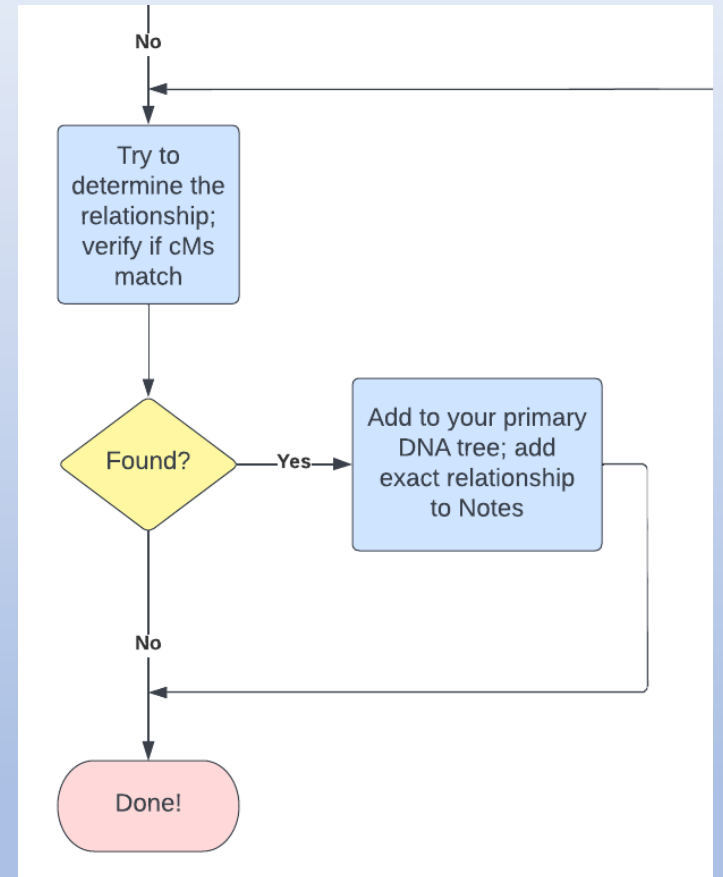 No
Try to
determine the
relationship;
verify if cMs
match
Found?
Yes
Add to your primary
DNA tree; add
exact relationship
to Notes
No
Done!